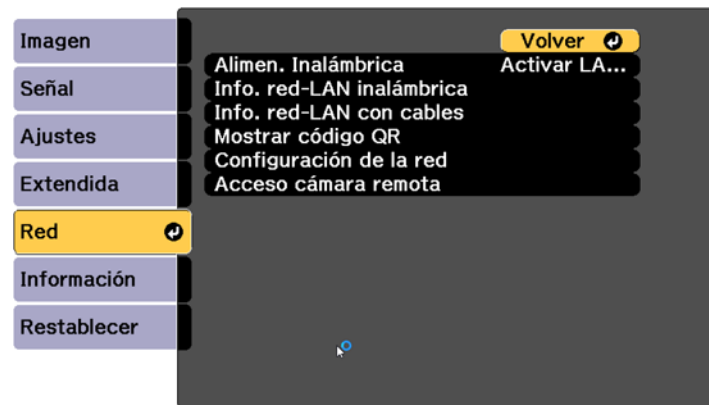 Imagen
Señal
Ajustes
Extendida
Red
Información
Restablecer
Volver
Alimen. Inalámbrica Activar LA...
Info. red-LAN inalámbrica
Info. red-LAN con cables
Mostrar código QR
Configuración de la red
Acceso cámara remota